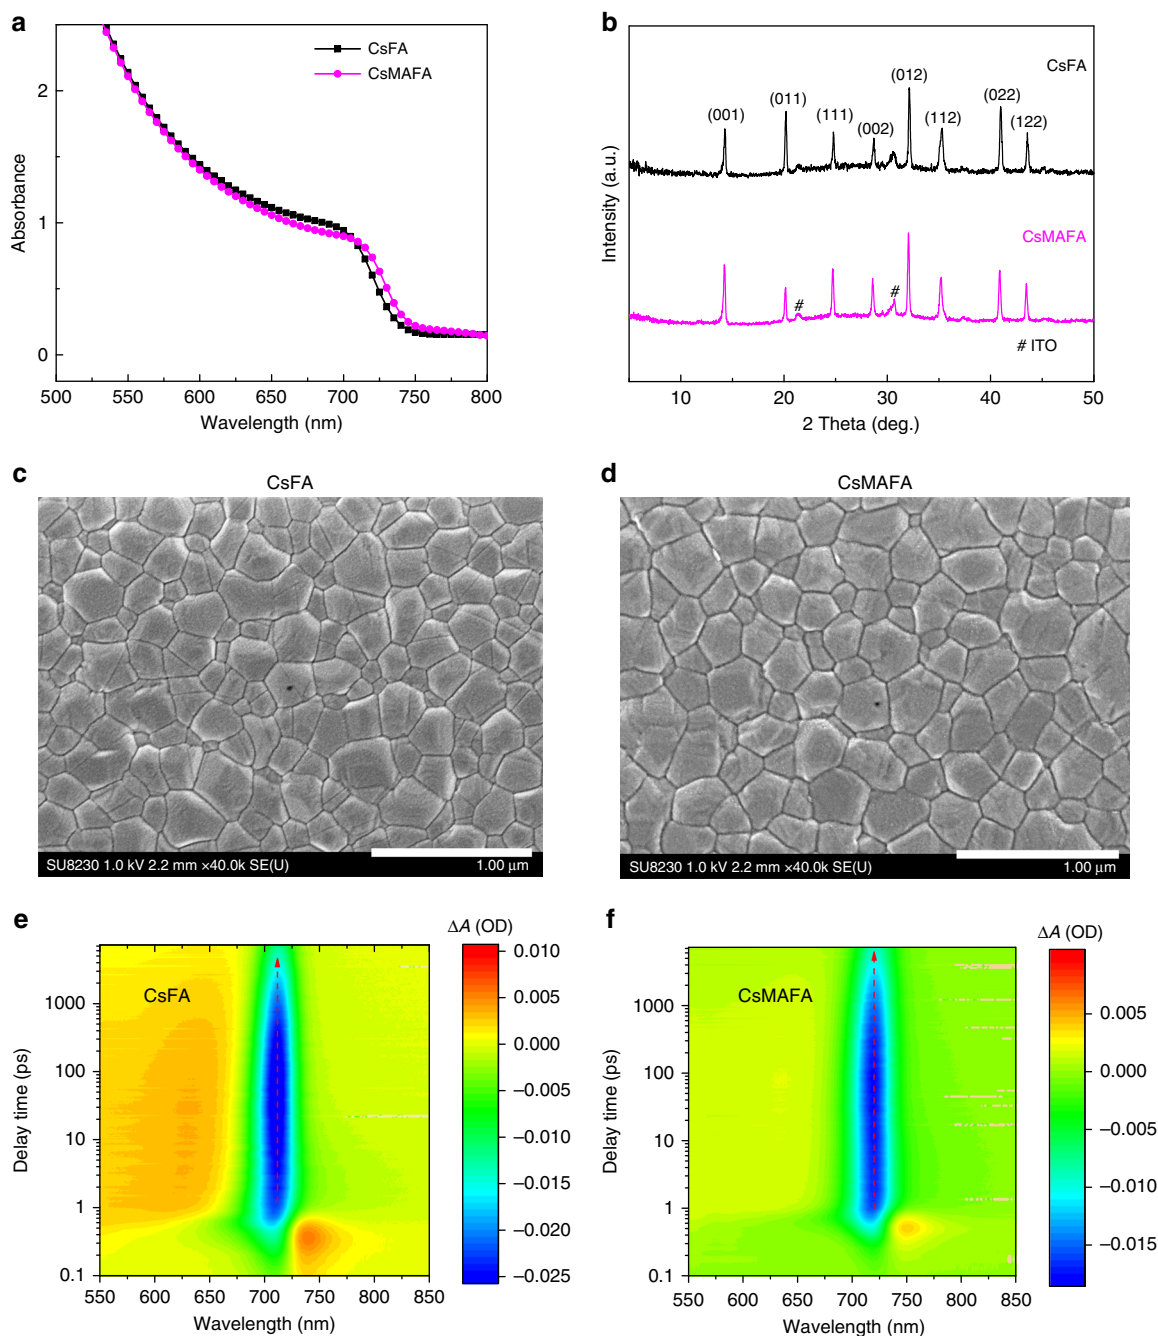 a
CsFA
CsMAFA
2
1
0
Absorbance
500 550 600 650 700 750 800
Wavelength (nm)
b
CsFA
(001) (011) (111) (002) (012) (112) (022) (122)
CsMAFA
# #
# ITO
Intensity (a.u.)
10 20 30 40 50
2 Theta (deg.)
c
CsFA
SU8230 1.0 kV 2.2 mm ×40.0k SE(U) 1.00 μm
d
CsMAFA
SU8230 1.0 kV 2.2 mm ×40.0k SE(U) 1.00 μm
e
CsFA
1000
100
10
1
0.1
Delay time (ps)
550 600 650 700 750 800 850
Wavelength (nm)
ΔA (OD)
0.010
0.005
0.000
−0.005
−0.010
−0.015
−0.020
−0.025
f
CsMAFA
1000
100
10
1
0.1
Delay time (ps)
550 600 650 700 750 800 850
Wavelength (nm)
ΔA (OD)
0.005
0.000
−0.005
−0.010
−0.015